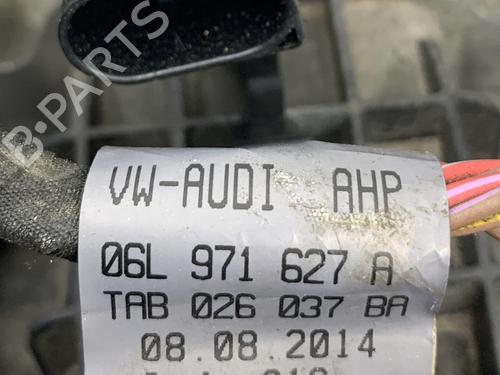 B-PARTS
VW-AUDI AHP
06L 971 627 A
TAB 026 037 BA
08.08.2014